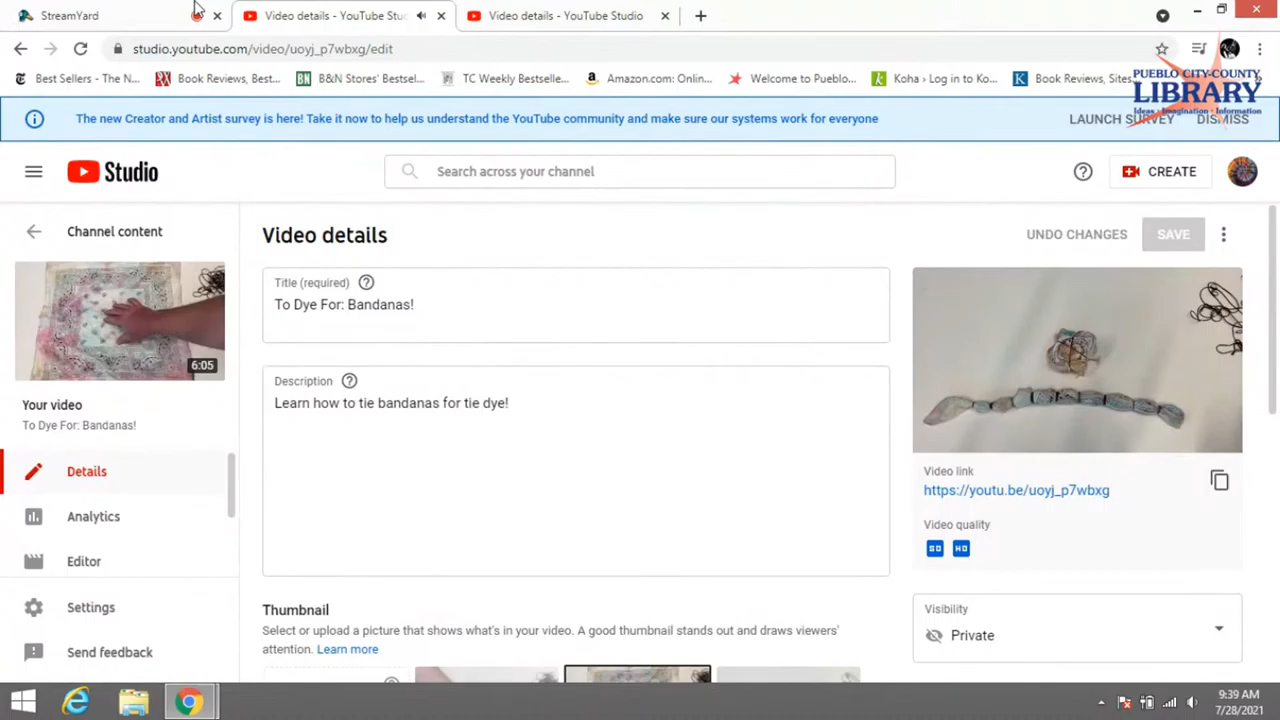 StreamYard
Video details - YouTube Stu
Video details - YouTube Studio
studio.youtube.com/video/uoyj_p7wbxg/edit
Best Sellers - The N...
Book Reviews, Best...
B&N Stores' Bestsel...
TC Weekly Bestselle...
Amazon.com: Onlin...
Welcome to Pueblo...
Koha › Log in to Ko...
Book Reviews, Sites...
PUEBLO CITY-COUNTY
LIBRARY
Ideas • Imagination • Information
The new Creator and Artist survey is here! Take it now to help us understand the YouTube community and make sure our systems work for everyone
LAUNCH SURVEY
DISMISS
Studio
Search across your channel
CREATE
Channel content
Video details
UNDO CHANGES
SAVE
Title (required)
To Dye For: Bandanas!
6:05
Description
Learn how to tie bandanas for tie dye!
Your video
To Dye For: Bandanas!
Details
Analytics
Editor
Settings
Send feedback
Video link
https://youtu.be/uoyj_p7wbxg
Video quality
SD HD
Thumbnail
Select or upload a picture that shows what's in your video. A good thumbnail stands out and draws viewers'
attention. Learn more
Visibility
Private
9:39 AM
7/28/2021